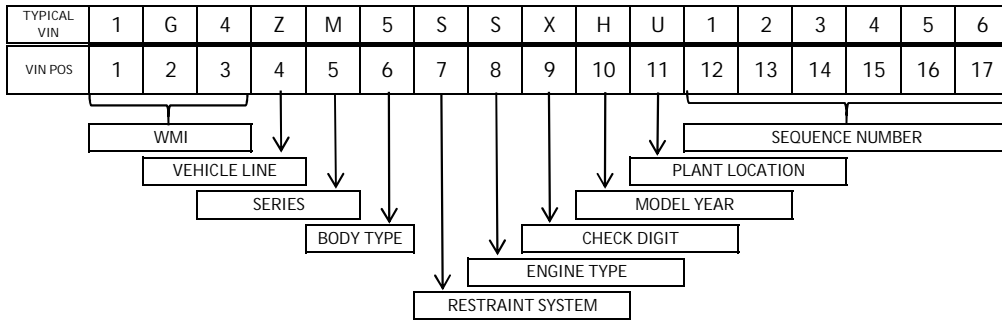 TYPICAL VIN 1 G 4 Z M 5 S S X H U 1 2 3 4 5 6
VIN POS 1 2 3 4 5 6 7 8 9 10 11 12 13 14 15 16 17
WMI SEQUENCE NUMBER
VEHICLE LINE PLANT LOCATION
SERIES MODEL YEAR
BODY TYPE CHECK DIGIT
ENGINE TYPE
RESTRAINT SYSTEM